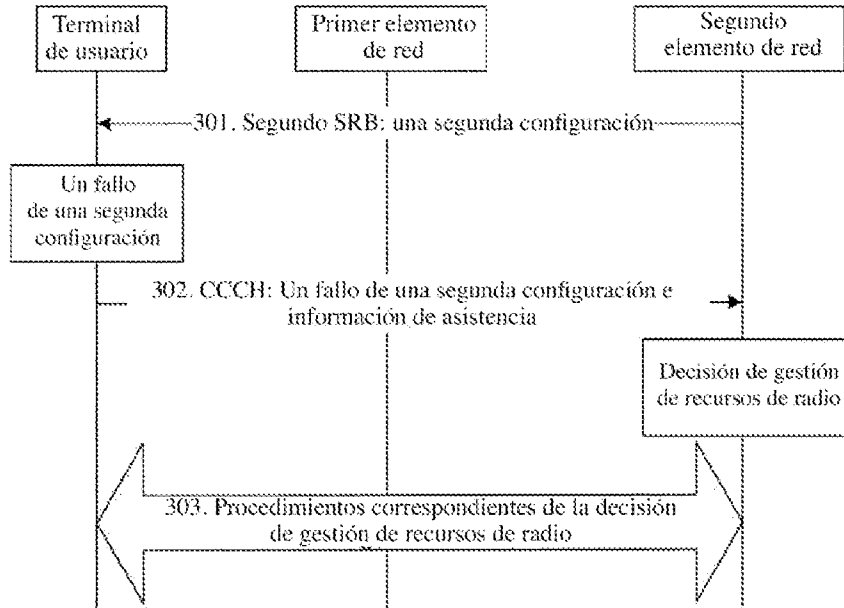 Terminal
de usuario
Primer elemento
de red
Segundo
elemento de red
301. Segundo SRB: una segunda configuración
Un fallo
de una segunda
configuración
302. CCCH: Un fallo de una segunda configuración e
información de asistencia
Decisión de gestión
de recursos de radio
303. Procedimientos correspondientes de la decisión
de gestión de recursos de radio